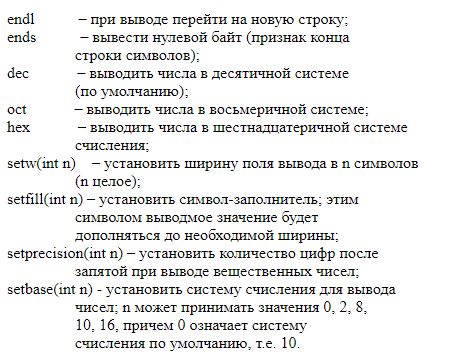 endl – при выводе перейти на новую строку;
ends – вывести нулевой байт (признак конца
строки символов);
dec – выводить числа в десятичной системе
(по умолчанию);
oct – выводить числа в восьмеричной системе;
hex – выводить числа в шестнадцатеричной системе
счисления;
setw(int n) – установить ширину поля вывода в n символов
(n целое);
setfill(int n) – установить символ-заполнитель; этим
символом выводмое значение будет
дополняться до необходимой ширины;
setprecision(int n) – установить количество цифр после
запятой при выводе вещественных чисел;
setbase(int n) - установить систему счисления для вывода
чисел; n может принимать значения 0, 2, 8,
10, 16, причем 0 означает систему
счисления по умолчанию, т.е. 10.